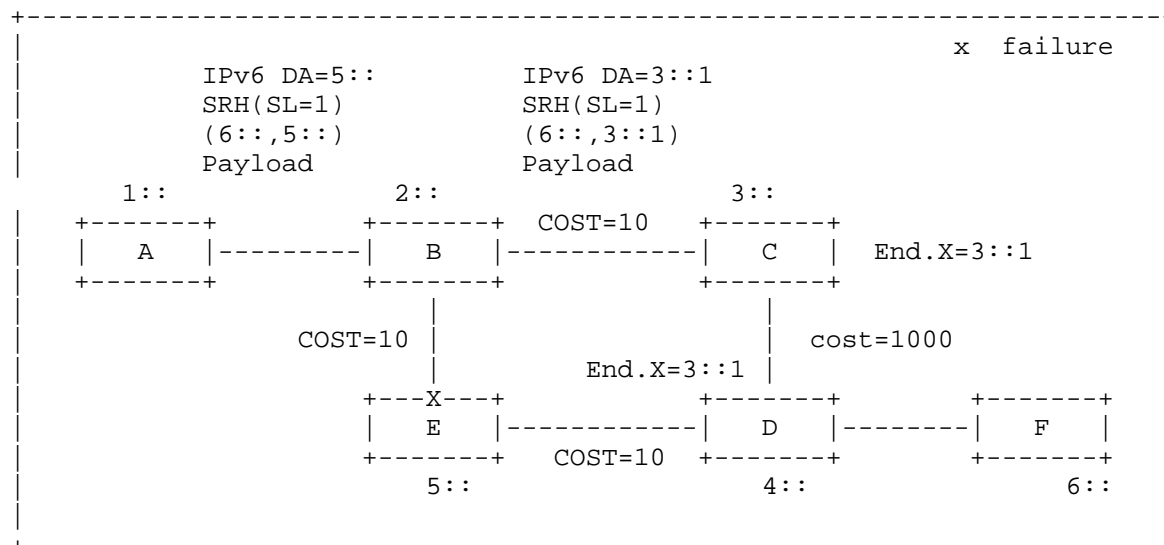 x failure
IPv6 DA=5:: IPv6 DA=3::1
SRH(SL=1) SRH(SL=1)
(6::,5::) (6::,3::1)
Payload Payload
1:: 2:: 3::
COST=10
A B C End.X=3::1
COST=10 cost=1000
End.X=3::1
X
E D F
COST=10
5:: 4:: 6::